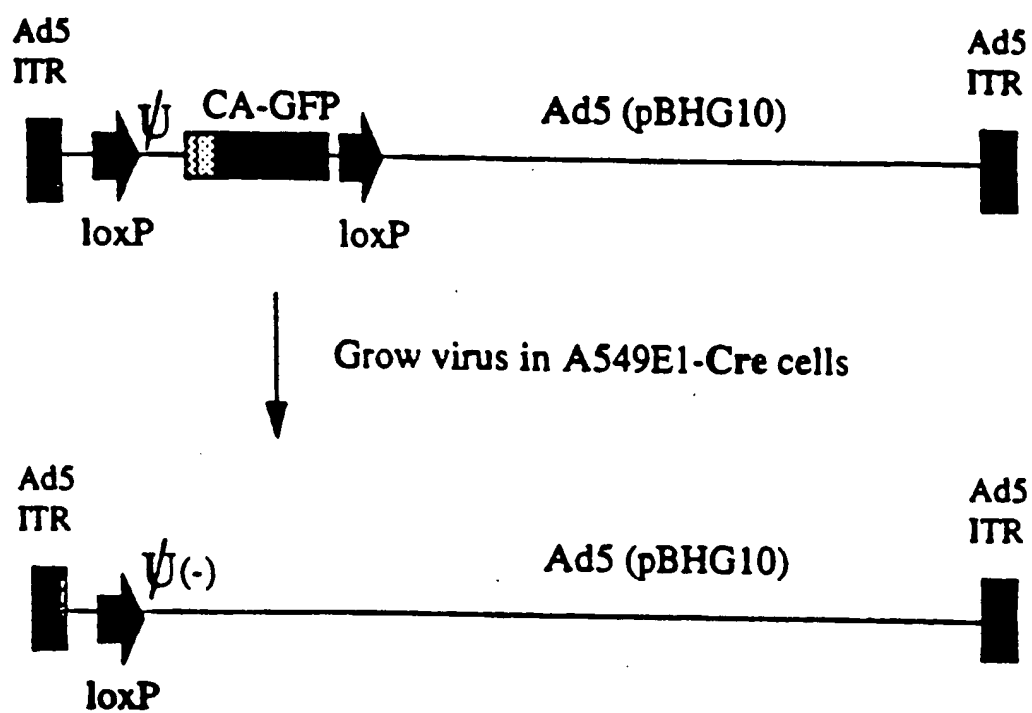 Ad5
ITR
Ad5
ITR
Ψ
CA-GFP
Ad5 (pBHG10)
loxP
loxP
Grow virus in A549E1-Cre cells
Ad5
ITR
Ad5
ITR
Ψ(-)
Ad5 (pBHG10)
loxP